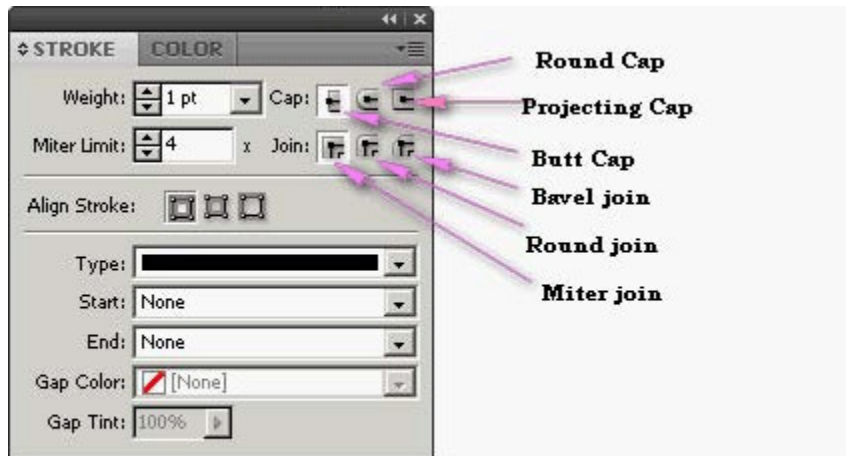 STROKE COLOR
Weight: 1 pt Cap:
Miter Limit: 4 x Join:
Align Stroke:
Type:
Start: None
End: None
Gap Color: [None]
Gap Tint: 100%
Round Cap
Projecting Cap
Butt Cap
Bavel join
Round join
Miter join